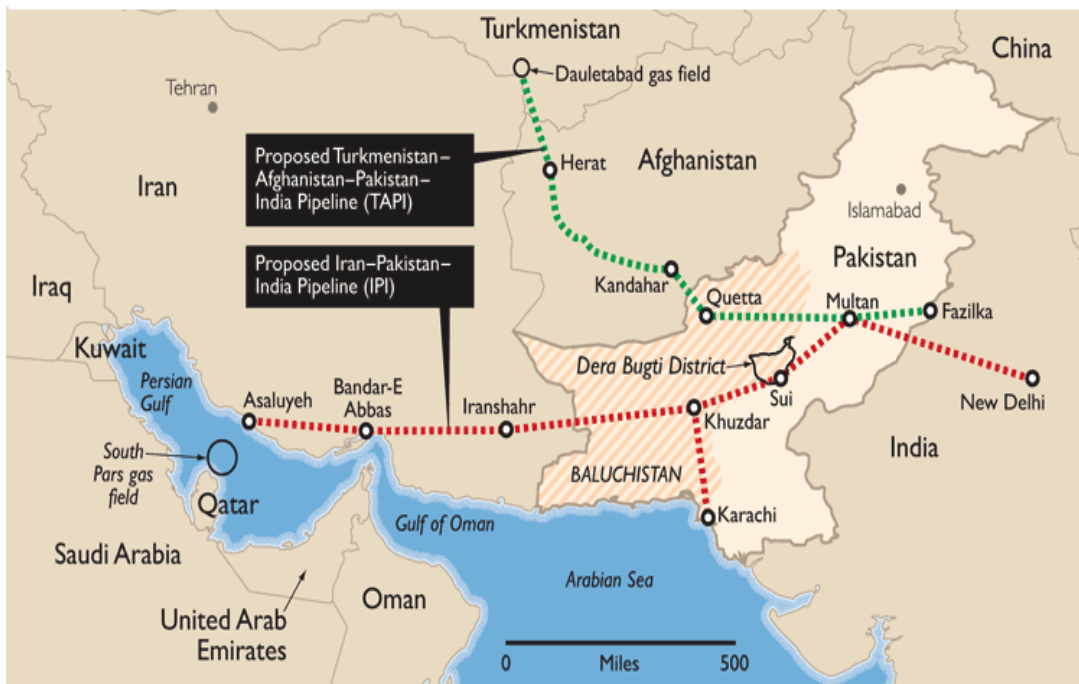 Turkmenistan
China
Dauletabad gas field
Tehran
Proposed Turkmenistan–
Afghanistan–Pakistan–
India Pipeline (TAPI)
Herat
Afghanistan
Iran
Islamabad
Proposed Iran–Pakistan–
India Pipeline (IPI)
Pakistan
Kandahar
Iraq
Quetta
Multan
Fazilka
Kuwait
Persian
Gulf
Dera Bugti District
Bandar-E
Abbas
Asaluyeh
Iranshahr
Sui
New Delhi
Khuzdar
South
Pars gas
field
India
BALUCHISTAN
Qatar
Karachi
Gulf of Oman
Saudi Arabia
Arabian Sea
Oman
United Arab
Emirates
0
Miles
500